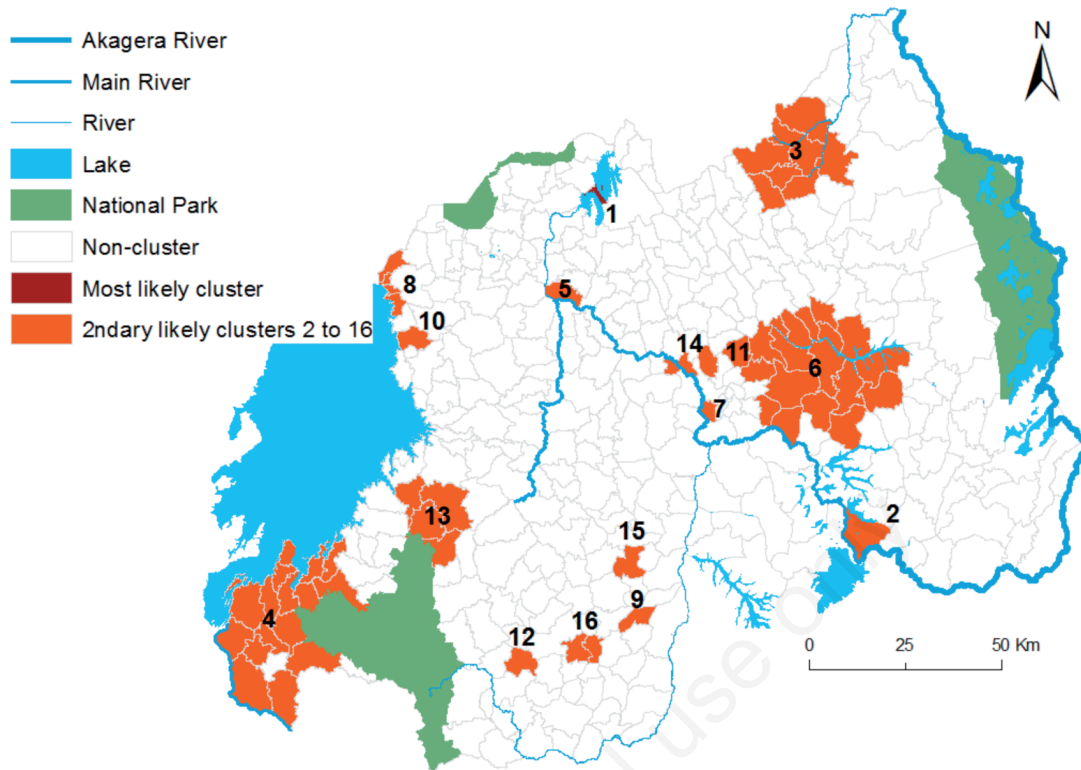 Akagera River
Main River
River
Lake
National Park
Non-cluster
Most likely cluster
2ndary likely clusters 2 to 16
N
3
1
8
5
10
14
11
6
7
13
2
15
4
9
16
12
0 25 50 Km
use only